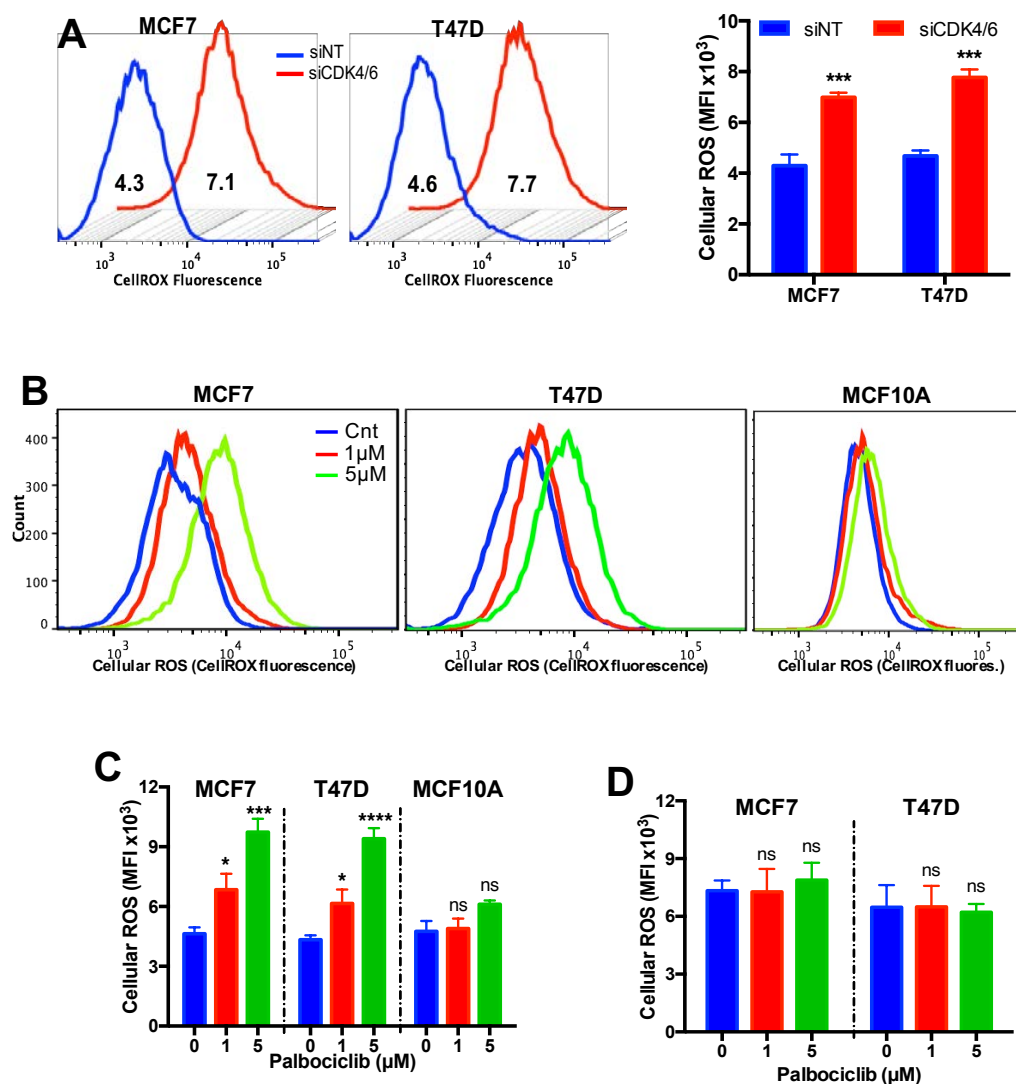 A
MCF7
T47D
siNT
siCDK4/6
4.3
7.1
4.6
7.7
10³ 10⁴ 10⁵
10³ 10⁴ 10⁵
CellROX Fluorescence
CellROX Fluorescence
siNT
siCDK4/6
Cellular ROS (MFI x10³)
10
8
6
4
2
0
***
***
MCF7
T47D
B
MCF7
T47D
MCF10A
Count
400
300
200
100
0
Cnt
1µM
5µM
10³ 10⁴ 10⁵
10³ 10⁴ 10⁵
10³ 10⁴ 10⁵
Cellular ROS (CellROX fluorescence)
Cellular ROS (CellROX fluorescence)
Cellular ROS (CellROX fluores.)
C
MCF7
T47D
MCF10A
Cellular ROS (MFI x10³)
12
9
6
3
0
*
***
*
****
ns
ns
0 1 5 0 1 5 0 1 5
Palbociclib (µM)
D
MCF7
T47D
Cellular ROS (MFI x10³)
12
9
6
3
0
ns
ns
ns
ns
0 1 5 0 1 5
Palbociclib (µM)